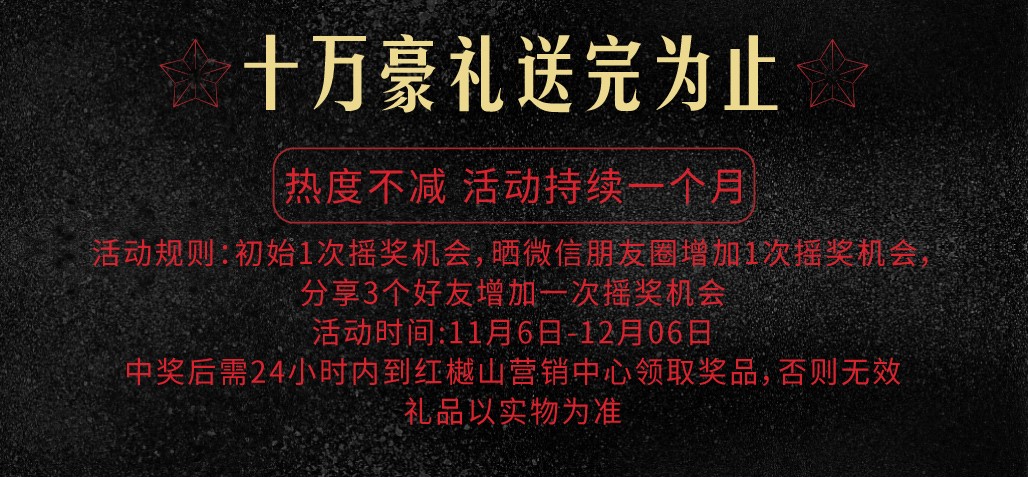 十万豪礼送完为止
热度不减 活动持续一个月
活动规则:初始1次摇奖机会,晒微信朋友圈增加1次摇奖机会,
分享3个好友增加一次摇奖机会
活动时间:11月6日-12月06日
中奖后需24小时内到红樾山营销中心领取奖品,否则无效
礼品以实物为准